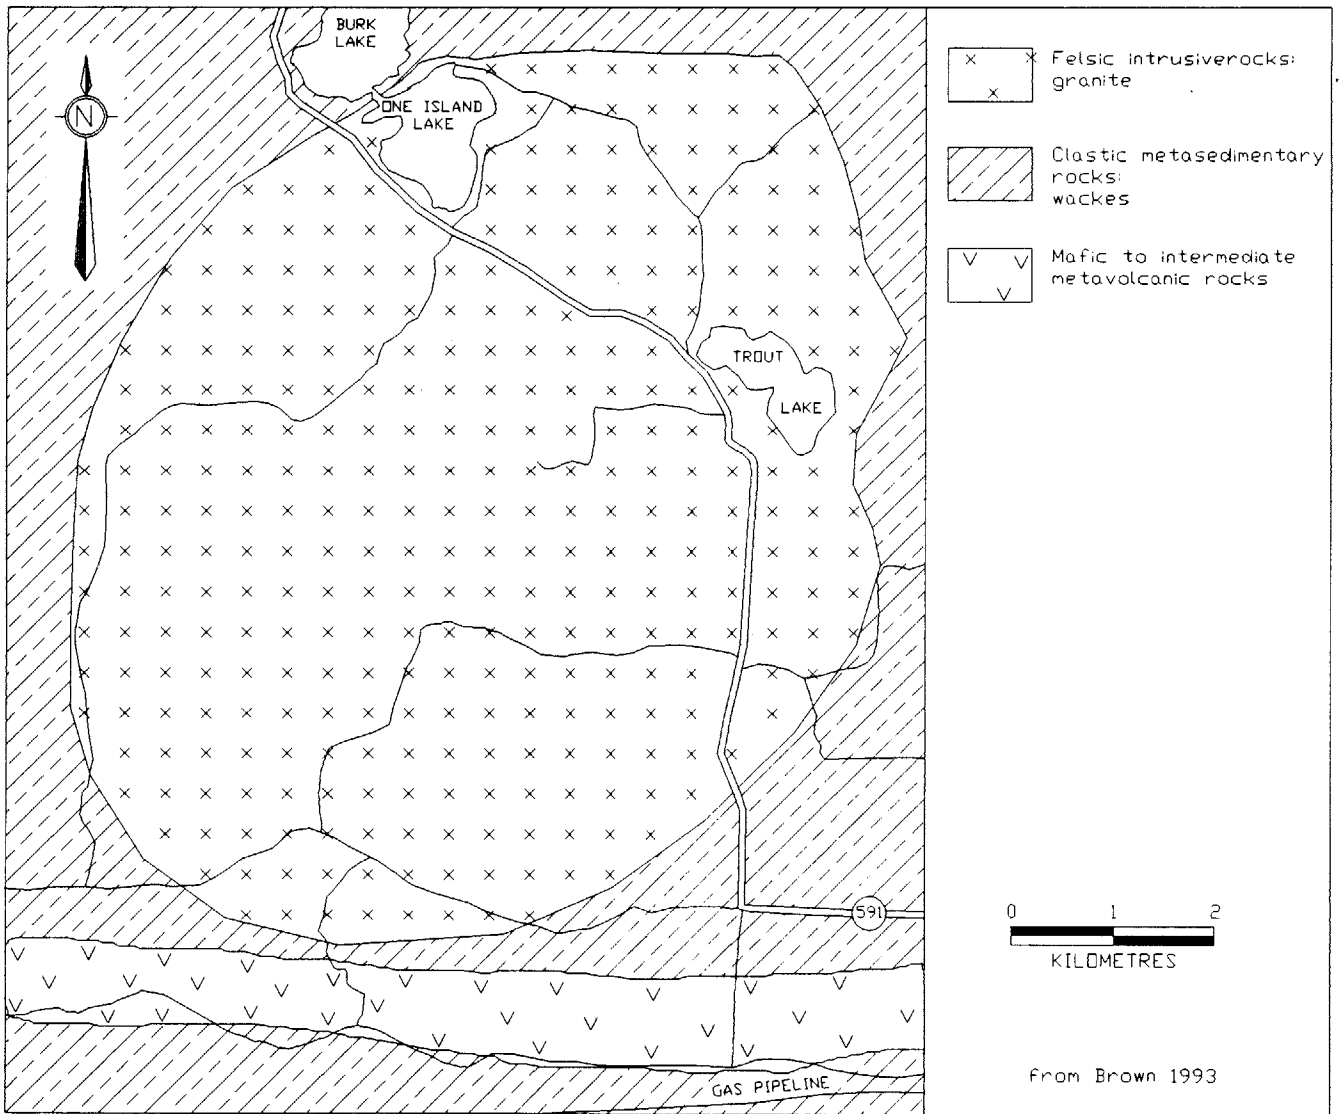 BURK
LAKE
N
ONE ISLAND
LAKE
TROUT
LAKE
591
GAS PIPELINE
Felsic intrusiverocks:
granite
Clastic metasedimentary
rocks:
wackes
Mafic to intermediate
metavolcanic rocks
0 1 2
KILOMETRES
from Brown 1993